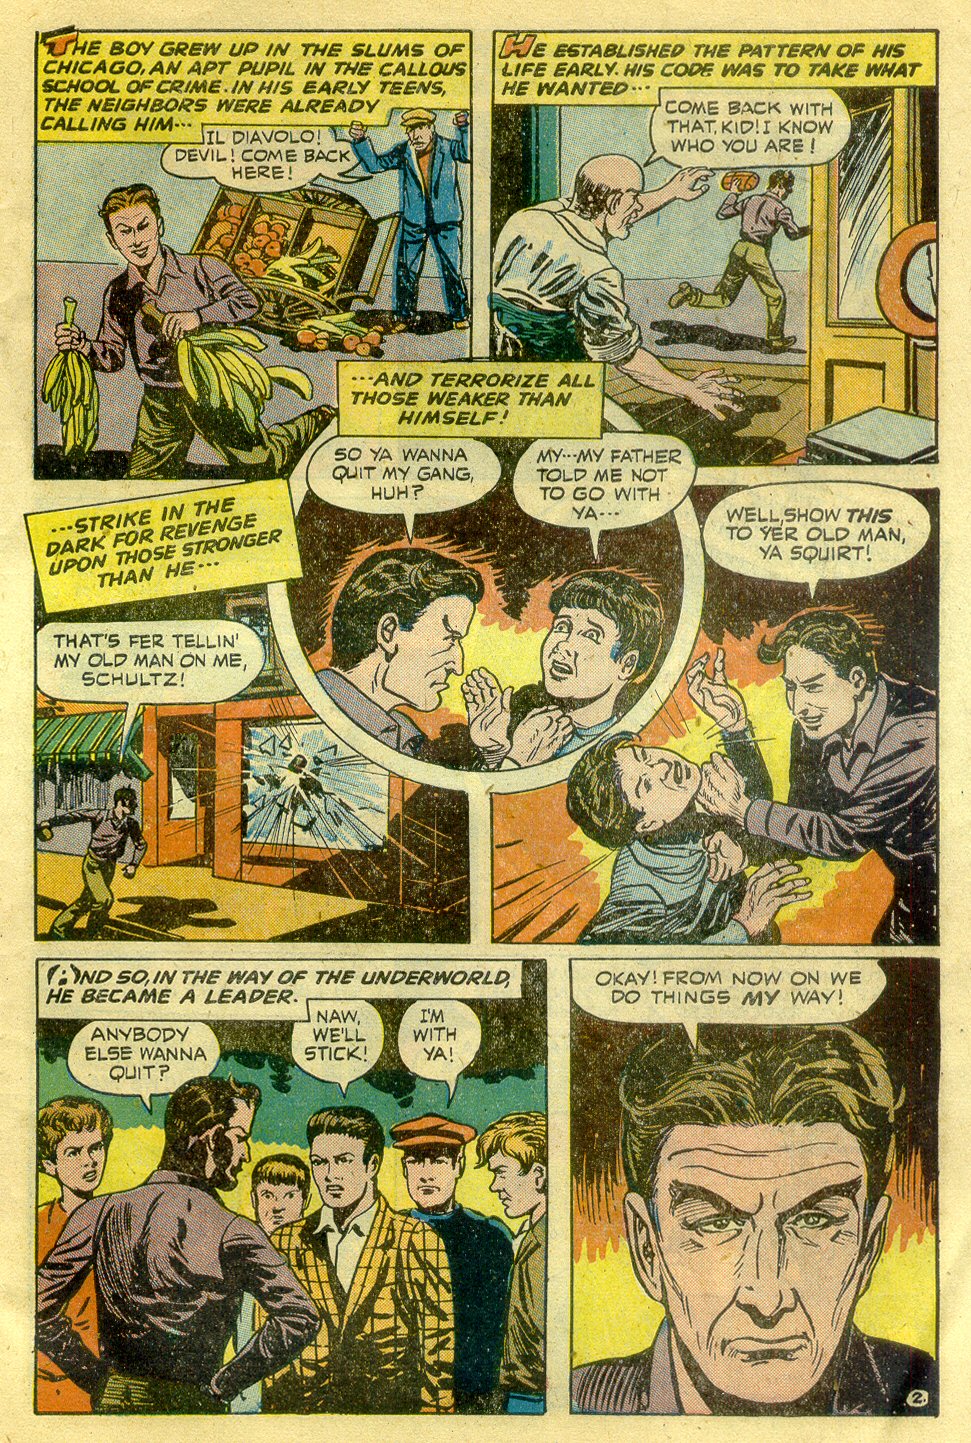 THE BOY GREW UP IN THE SLUMS OF
CHICAGO, AN APT PUPIL IN THE CALLOUS
SCHOOL OF CRIME. IN HIS EARLY TEENS,
THE NEIGHBORS WERE ALREADY
CALLING HIM---
IL DIAVOLO!
DEVIL! COME BACK
HERE!
HE ESTABLISHED THE PATTERN OF HIS
LIFE EARLY. HIS CODE WAS TO TAKE WHAT
HE WANTED---
COME BACK WITH
THAT, KID! I KNOW
WHO YOU ARE!
---AND TERRORIZE ALL
THOSE WEAKER THAN
HIMSELF!
SO YA WANNA
QUIT MY GANG,
HUH?
MY---MY FATHER
TOLD ME NOT
TO GO WITH
YA---
WELL, SHOW THIS
TO YER OLD MAN,
YA SQUIRT!
---STRIKE IN THE
DARK FOR REVENGE
UPON THOSE STRONGER
THAN HE---
THAT'S FER TELLIN'
MY OLD MAN ON ME,
SCHULTZ!
AND SO, IN THE WAY OF THE UNDERWORLD,
HE BECAME A LEADER.
ANYBODY
ELSE WANNA
QUIT?
NAW,
WE'LL
STICK!
I'M
WITH
YA!
OKAY! FROM NOW ON WE
DO THINGS MY WAY!
2